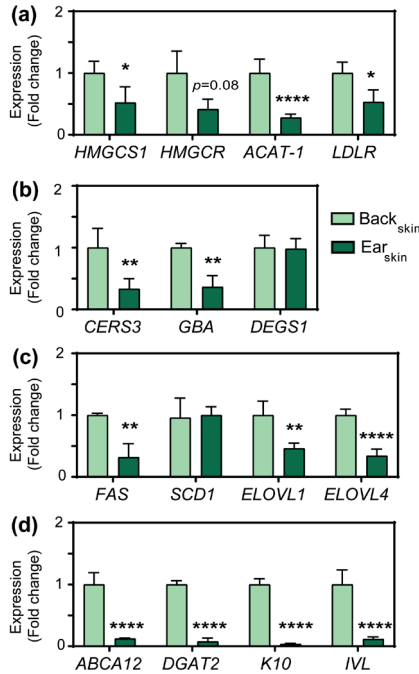 (a)
Expression
(Fold change)
2
1
0
*
p=0.08
****
*
HMGCS1 HMGCR ACAT-1 LDLR
(b)
Expression
(Fold change)
2
1
0
**
**
CERS3 GBA DEGS1
Back skin
Ear skin
(c)
Expression
(Fold change)
2
1
0
**
**
****
FAS SCD1 ELOVL1 ELOVL4
(d)
Expression
(Fold change)
2
1
0
**** **** **** ****
ABCA12 DGAT2 K10 IVL